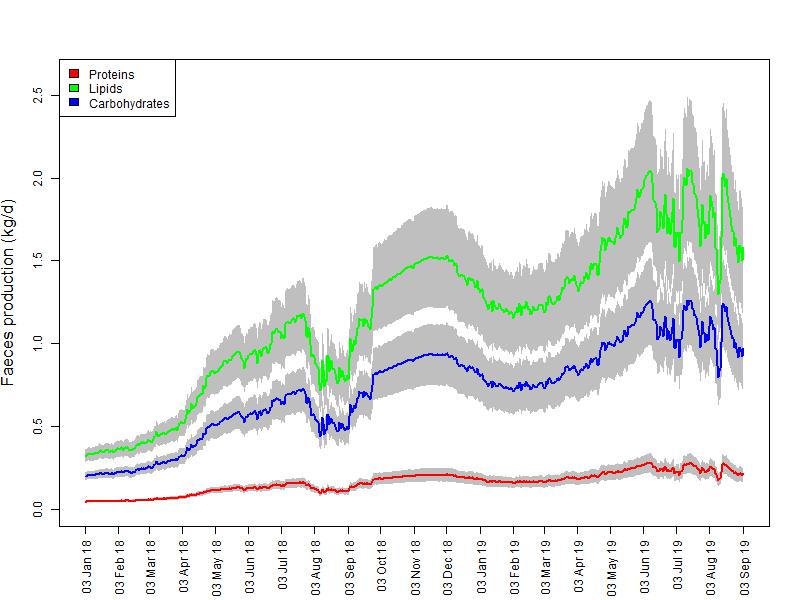 Proteins
Lipids
Carbohydrates
Faeces production (kg/d)
2.5
2.0
1.5
1.0
0.5
0.0
03 Jan 18
03 Feb 18
03 Mar 18
03 Apr 18
03 May 18
03 Jun 18
03 Jul 18
03 Aug 18
03 Sep 18
03 Oct 18
03 Nov 18
03 Dec 18
03 Jan 19
03 Feb 19
03 Mar 19
03 Apr 19
03 May 19
03 Jun 19
03 Jul 19
03 Aug 19
03 Sep 19